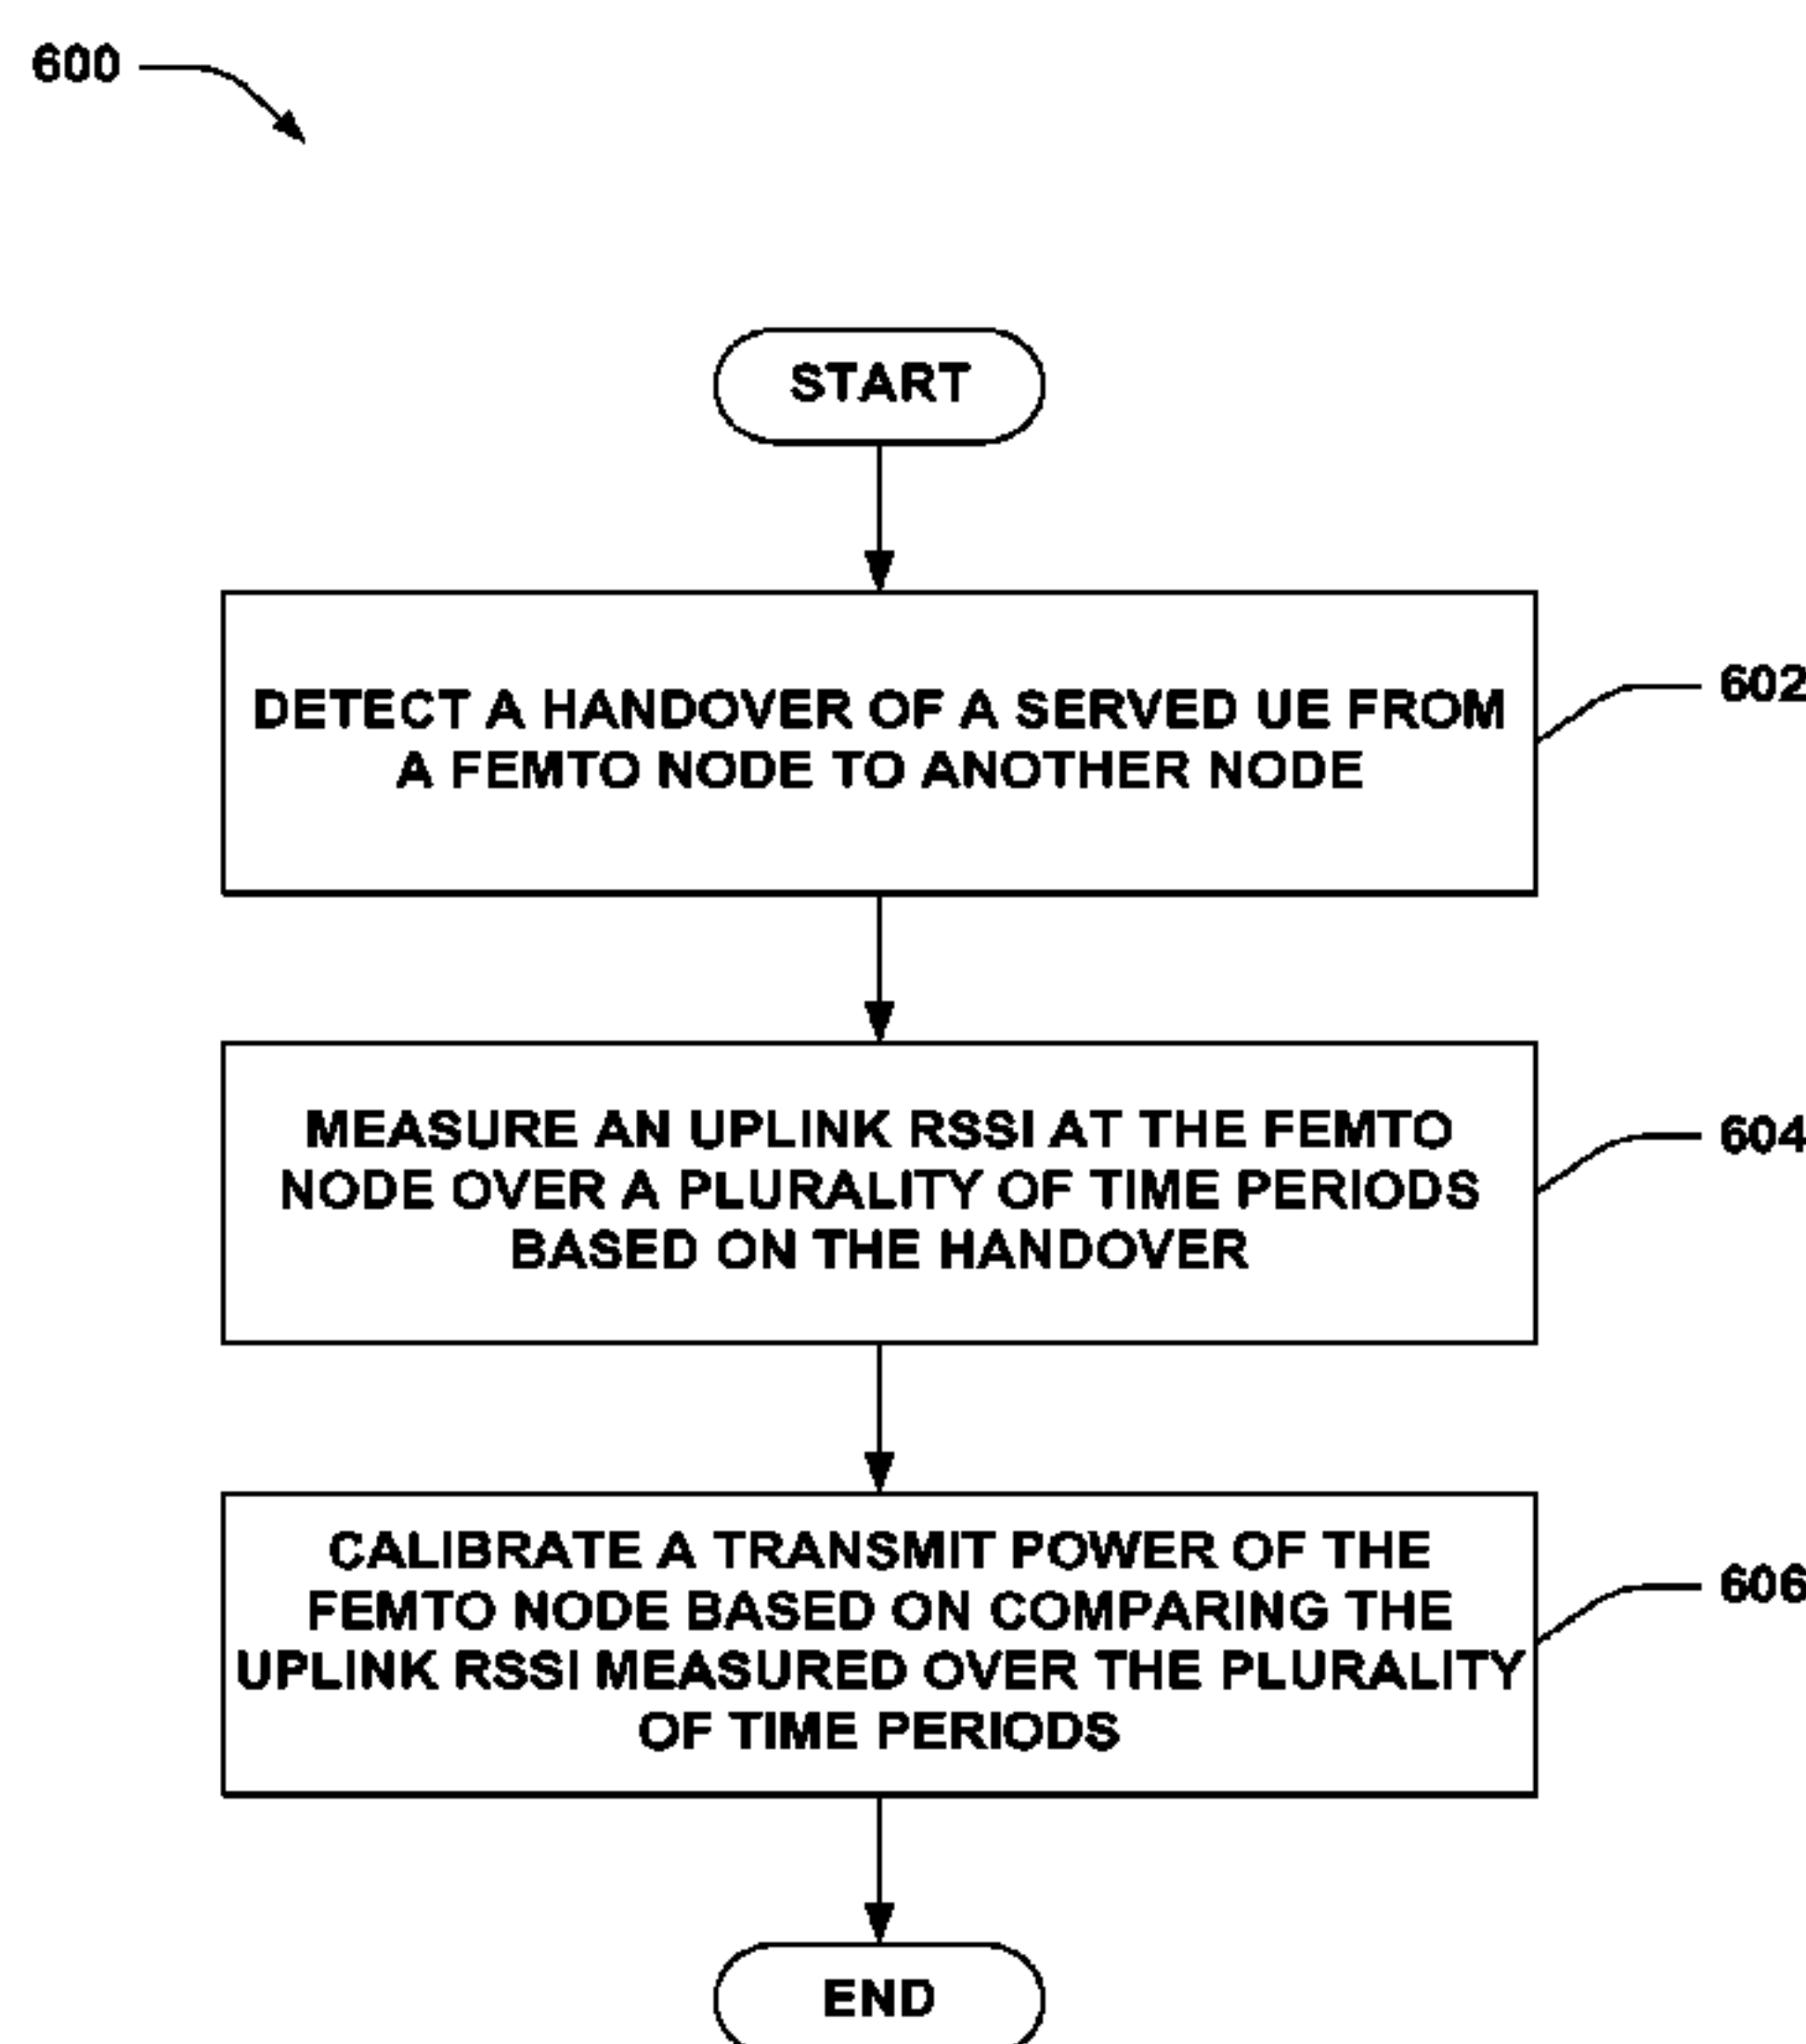 600
START
DETECT A HANDOVER OF A SERVED UE FROM
A FEMTO NODE TO ANOTHER NODE
602
MEASURE AN UPLINK RSSI AT THE FEMTO
NODE OVER A PLURALITY OF TIME PERIODS
BASED ON THE HANDOVER
604
CALIBRATE A TRANSMIT POWER OF THE
FEMTO NODE BASED ON COMPARING THE
UPLINK RSSI MEASURED OVER THE PLURALITY
OF TIME PERIODS
606
END